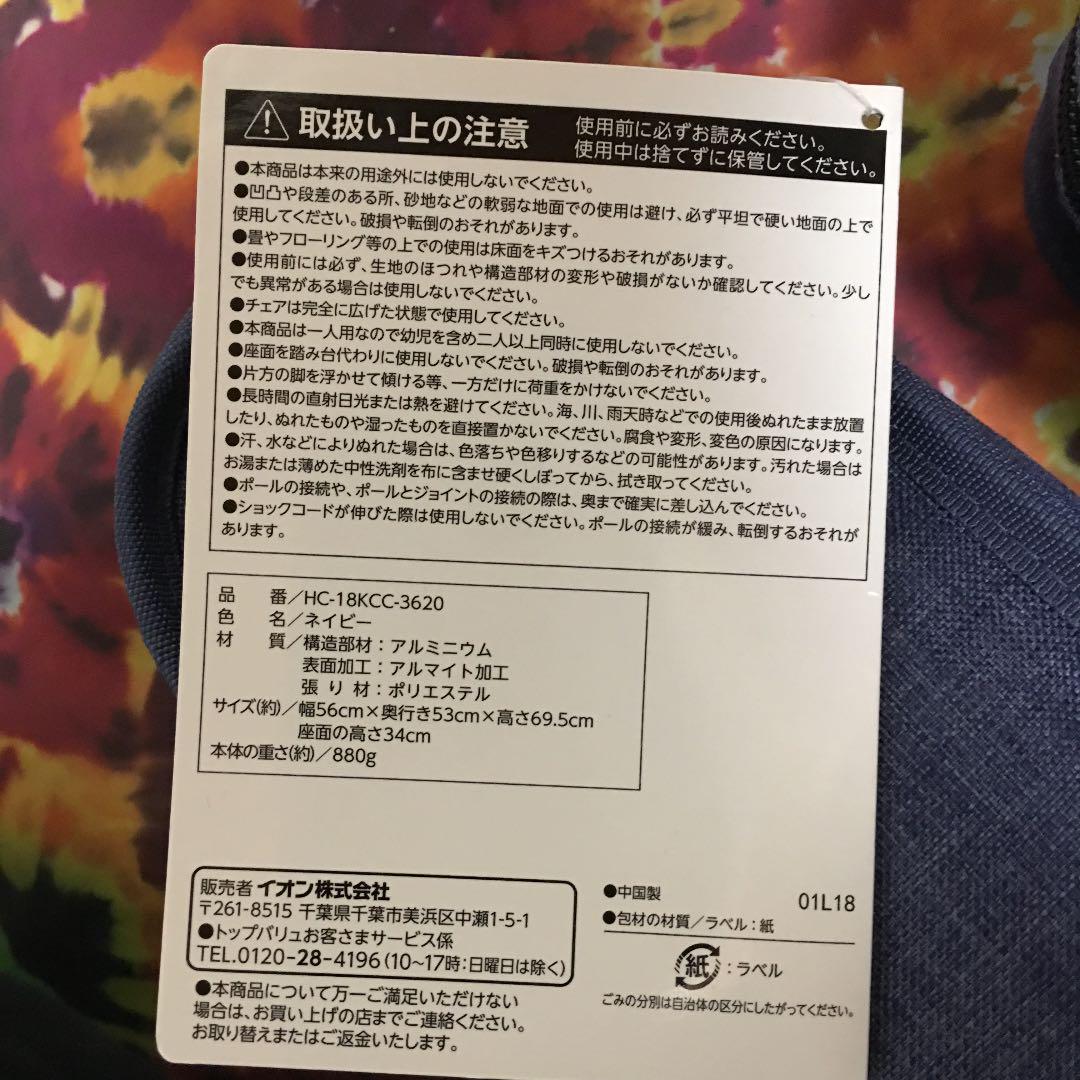 取扱い上の注意
使用前に必ずお読みください。
使用中は捨てずに保管してください。
●本商品は本来の用途外には使用しないでください。
●凹凸や段差のある所、砂地などの軟弱な地面での使用は避け、必ず平坦で硬い地面の上で
使用してください。破損や転倒のおそれがあります。
●畳やフローリング等の上での使用は床面をキズつけるおそれがあります。
●使用前には必ず、生地のほつれや構造部材の変形や破損がないか確認してください。少し
でも異常がある場合は使用しないでください。
●チェアは完全に広げた状態で使用してください。
●本商品は一人用なので幼児を含め二人以上同時に使用しないでください。
●座面を踏み台代わりに使用しないでください。破損や転倒のおそれがあります。
●片方の脚を浮かせて傾ける等、一方だけに荷重をかけないでください。
●長時間の直射日光または熱を避けてください。海、川、雨天時などでの使用後ぬれたまま放置
したり、ぬれたものや湿ったものを直接置かないでください。腐食や変形、変色の原因になります。
●汗、水などによりぬれた場合は、色落ちや色移りするなどの可能性があります。汚れた場合は
お湯または薄めた中性洗剤を布に含ませ硬くしぼってから、拭き取ってください。
●ポールの接続や、ポールとジョイントの接続の際は、奥まで確実に差し込んでください。
●ショックコードが伸びた際は使用しないでください。ポールの接続が緩み、転倒するおそれが
あります。
品 番/HC-18KCC-3620
色 名/ネイビー
材 質/構造部材:アルミニウム
表面加工:アルマイト加工
張り材:ポリエステル
サイズ(約)/幅56cm×奥行き53cm×高さ69.5cm
座面の高さ34cm
本体の重さ(約)/880g
販売者 イオン株式会社
〒261-8515 千葉県千葉市美浜区中瀬1-5-1
●トップバリュお客さまサービス係
TEL.0120-28-4196(10~17時:日曜日は除く)
●本商品について万一ご満足いただけない
場合は、お買い上げの店までご連絡ください。
お取り替えまたはご返金いたします。
●中国製 01L18
●包材の材質/ラベル:紙
紙:ラベル
ごみの分別は自治体の区分にしたがってください。